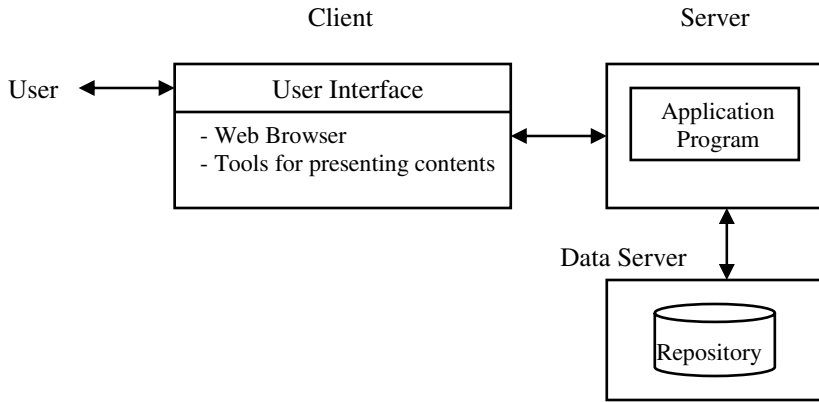 Client
Server
User
User Interface
- Web Browser
- Tools for presenting contents
Application
Program
Data Server
Repository